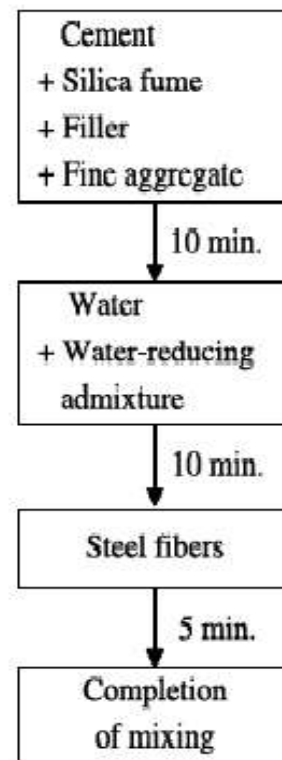 Cement
+ Silica fume
+ Filler
+ Fine aggregate
10 min.
Water
+ Water-reducing
admixture
10 min.
Steel fibers
5 min.
Completion
of mixing